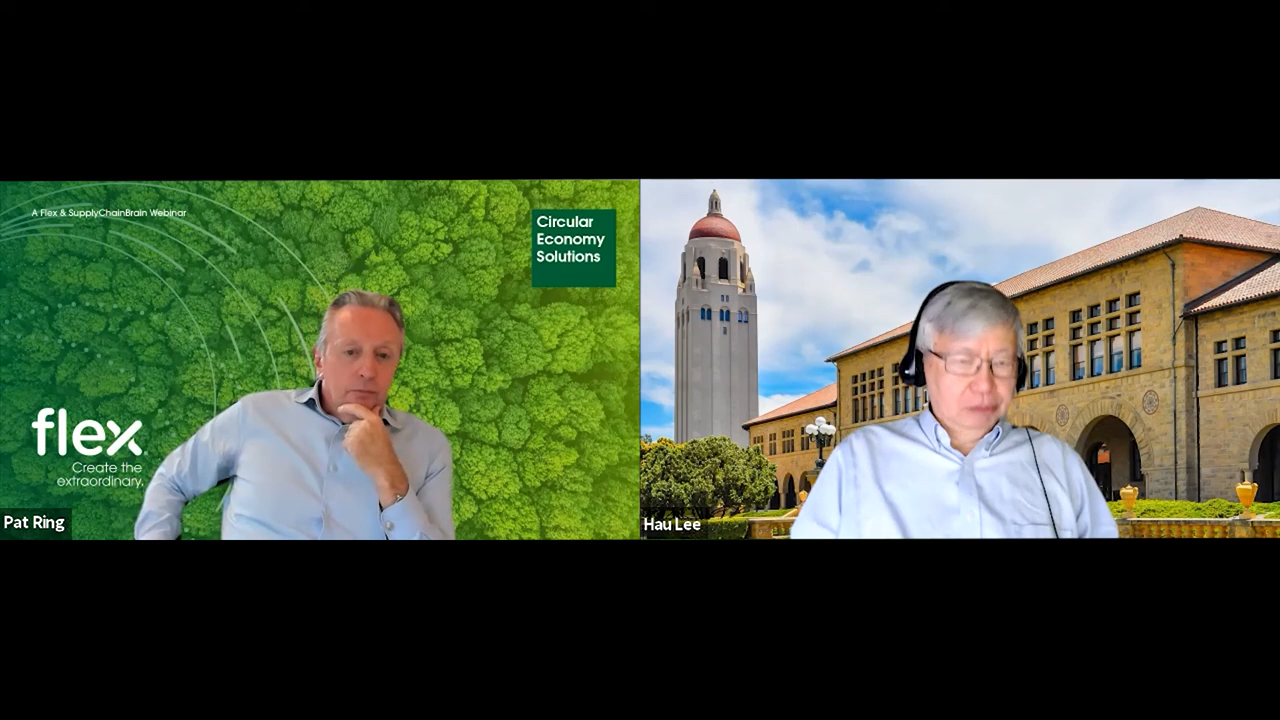 A Flex & SupplyChainBrain Webinar
Circular
Economy
Solutions
flex
Create the
extraordinary.
Pat Ring
Hau Lee